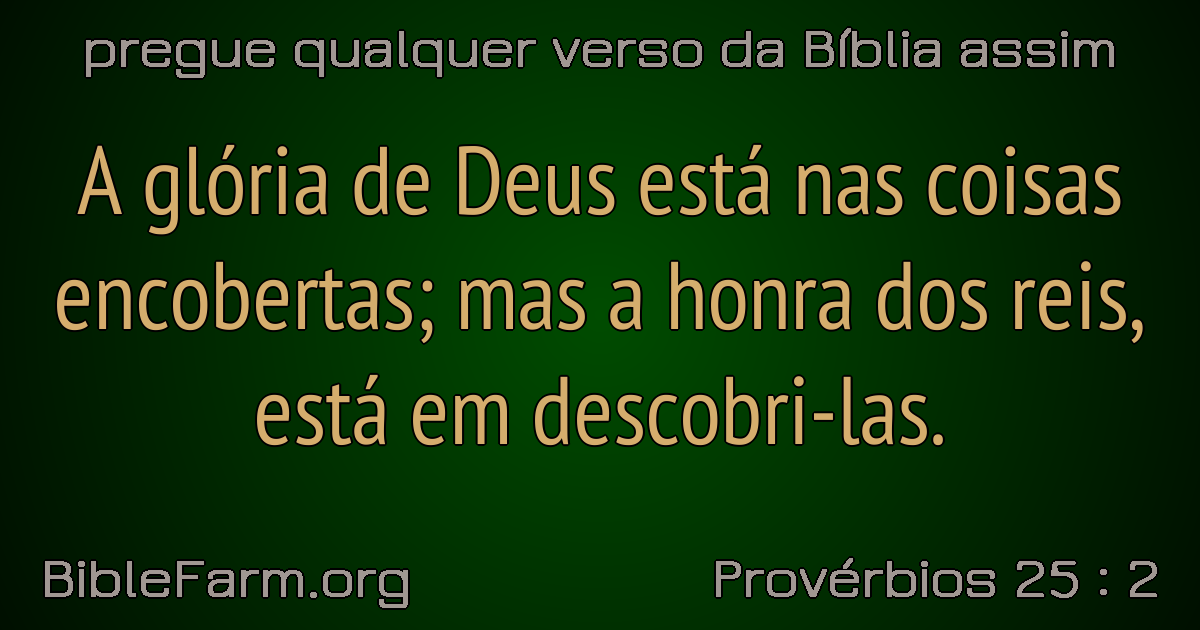 pregue qualquer verso da Bíblia assim
A glória de Deus está nas coisas
encobertas; mas a honra dos reis,
está em descobri-las.
BibleFarm.org
Provérbios 25 : 2